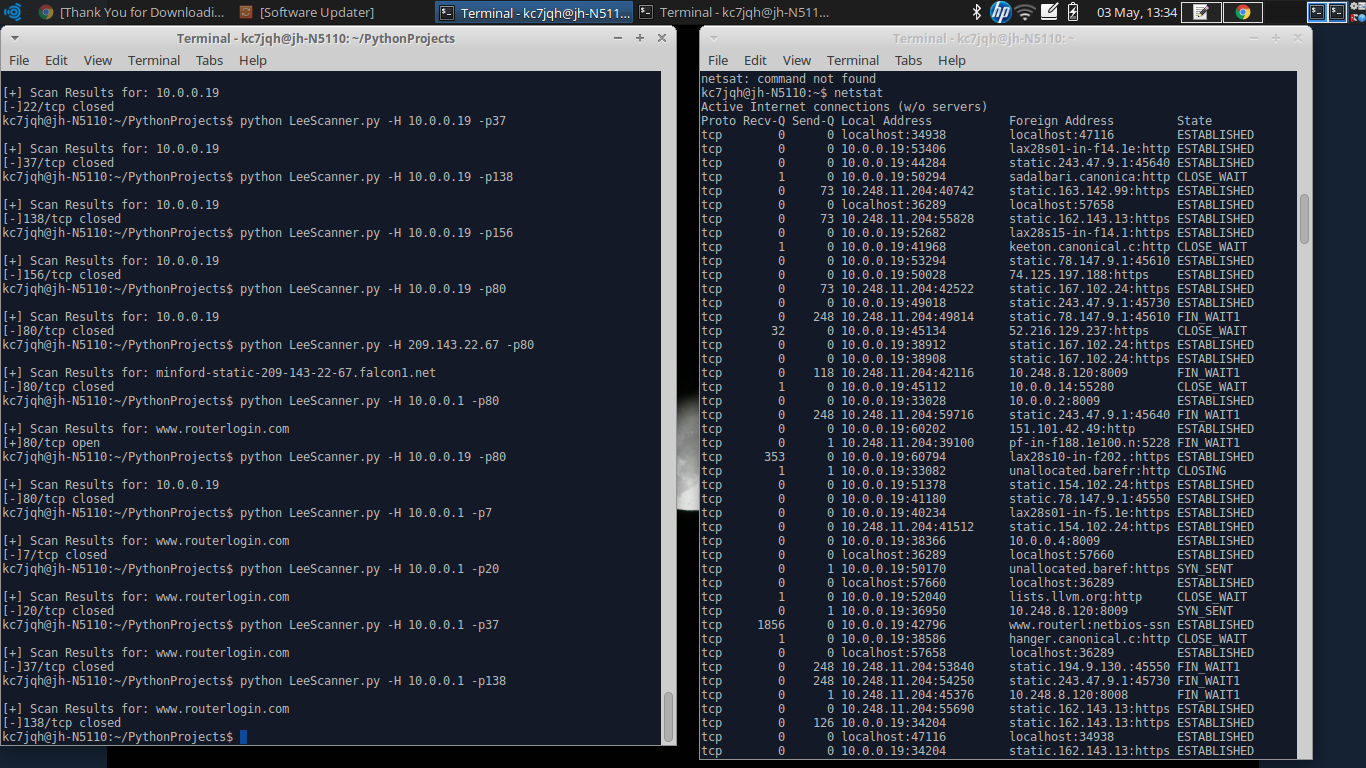 [Thank You for Downloadi... [Software Updater] Terminal - kc7jqh@jh-N511... Terminal - kc7jqh@jh-N511... hp 03 May, 13:34
Terminal - kc7jqh@jh-N5110: ~/PythonProjects
File Edit View Terminal Tabs Help
[+] Scan Results for: 10.0.0.19
[-]22/tcp closed
kc7jqh@jh-N5110:~/PythonProjects$ python LeeScanner.py -H 10.0.0.19 -p37
[+] Scan Results for: 10.0.0.19
[-]37/tcp closed
kc7jqh@jh-N5110:~/PythonProjects$ python LeeScanner.py -H 10.0.0.19 -p138
[+] Scan Results for: 10.0.0.19
[-]138/tcp closed
kc7jqh@jh-N5110:~/PythonProjects$ python LeeScanner.py -H 10.0.0.19 -p156
[+] Scan Results for: 10.0.0.19
[-]156/tcp closed
kc7jqh@jh-N5110:~/PythonProjects$ python LeeScanner.py -H 10.0.0.19 -p80
[+] Scan Results for: 10.0.0.19
[-]80/tcp closed
kc7jqh@jh-N5110:~/PythonProjects$ python LeeScanner.py -H 209.143.22.67 -p80
[+] Scan Results for: minford-static-209-143-22-67.falcon1.net
[-]80/tcp closed
kc7jqh@jh-N5110:~/PythonProjects$ python LeeScanner.py -H 10.0.0.1 -p80
[+] Scan Results for: www.routerlogin.com
[+]80/tcp open
kc7jqh@jh-N5110:~/PythonProjects$ python LeeScanner.py -H 10.0.0.19 -p80
[+] Scan Results for: 10.0.0.19
[-]80/tcp closed
kc7jqh@jh-N5110:~/PythonProjects$ python LeeScanner.py -H 10.0.0.1 -p7
[+] Scan Results for: www.routerlogin.com
[-]7/tcp closed
kc7jqh@jh-N5110:~/PythonProjects$ python LeeScanner.py -H 10.0.0.1 -p20
[+] Scan Results for: www.routerlogin.com
[-]20/tcp closed
kc7jqh@jh-N5110:~/PythonProjects$ python LeeScanner.py -H 10.0.0.1 -p37
[+] Scan Results for: www.routerlogin.com
[-]37/tcp closed
kc7jqh@jh-N5110:~/PythonProjects$ python LeeScanner.py -H 10.0.0.1 -p138
[+] Scan Results for: www.routerlogin.com
[-]138/tcp closed
kc7jqh@jh-N5110:~/PythonProjects$
Terminal - kc7jqh@jh-N5110: ~
File Edit View Terminal Tabs Help
netsat: command not found
kc7jqh@jh-N5110:~$ netstat
Active Internet connections (w/o servers)
Proto Recv-Q Send-Q Local Address Foreign Address State
tcp 0 0 localhost:34938 localhost:47116 ESTABLISHED
tcp 0 0 10.0.0.19:53406 lax28s01-in-f14.1e:http ESTABLISHED
tcp 0 0 10.0.0.19:44284 static.243.47.9.1:45640 ESTABLISHED
tcp 1 0 10.0.0.19:50294 sadalbari.canonica:http CLOSE_WAIT
tcp 0 73 10.248.11.204:40742 static.163.142.99:https ESTABLISHED
tcp 0 0 localhost:36289 localhost:57658 ESTABLISHED
tcp 0 73 10.248.11.204:55828 static.162.143.13:https ESTABLISHED
tcp 0 0 10.0.0.19:52682 lax28s15-in-f14.1:https ESTABLISHED
tcp 1 0 10.0.0.19:41968 keeton.canonical.c:http CLOSE_WAIT
tcp 0 0 10.0.0.19:53294 static.78.147.9.1:45610 ESTABLISHED
tcp 0 0 10.0.0.19:50028 74.125.197.188:https ESTABLISHED
tcp 0 73 10.248.11.204:42522 static.167.102.24:https ESTABLISHED
tcp 0 0 10.0.0.19:49018 static.243.47.9.1:45730 ESTABLISHED
tcp 0 248 10.248.11.204:49814 static.78.147.9.1:45610 FIN_WAIT1
tcp 32 0 10.0.0.19:45134 52.216.129.237:https CLOSE_WAIT
tcp 0 0 10.0.0.19:38912 static.167.102.24:https ESTABLISHED
tcp 0 0 10.0.0.19:38908 static.167.102.24:https ESTABLISHED
tcp 0 118 10.248.11.204:42116 10.248.8.120:8009 FIN_WAIT1
tcp 1 0 10.0.0.19:45112 10.0.0.14:55280 CLOSE_WAIT
tcp 0 0 10.0.0.19:33028 10.0.0.2:8009 ESTABLISHED
tcp 0 248 10.248.11.204:59716 static.243.47.9.1:45640 FIN_WAIT1
tcp 0 0 10.0.0.19:60202 151.101.42.49:http ESTABLISHED
tcp 0 1 10.248.11.204:39100 pf-in-f188.1e100.n:5228 FIN_WAIT1
tcp 353 0 10.0.0.19:60794 lax28s10-in-f202.:https ESTABLISHED
tcp 1 1 10.0.0.19:33082 unallocated.barefr:http CLOSING
tcp 0 0 10.0.0.19:51378 static.154.102.24:https ESTABLISHED
tcp 0 0 10.0.0.19:41180 static.78.147.9.1:45550 ESTABLISHED
tcp 0 0 10.0.0.19:40234 lax28s01-in-f5.1e:https ESTABLISHED
tcp 0 0 10.248.11.204:41512 static.154.102.24:https ESTABLISHED
tcp 0 0 10.0.0.19:38366 10.0.0.4:8009 ESTABLISHED
tcp 0 0 localhost:36289 localhost:57660 ESTABLISHED
tcp 0 1 10.0.0.19:50170 unallocated.baref:https SYN_SENT
tcp 0 0 localhost:57660 localhost:36289 ESTABLISHED
tcp 1 0 10.0.0.19:52040 lists.llvm.org:http CLOSE_WAIT
tcp 0 1 10.0.0.19:36950 10.248.8.120:8009 SYN_SENT
tcp 1856 0 10.0.0.19:42796 www.routerl:netbios-ssn ESTABLISHED
tcp 1 0 10.0.0.19:38586 hanger.canonical.c:http CLOSE_WAIT
tcp 0 0 localhost:57658 localhost:36289 ESTABLISHED
tcp 0 248 10.248.11.204:53840 static.194.9.130.:45550 FIN_WAIT1
tcp 0 248 10.248.11.204:54250 static.243.47.9.1:45730 FIN_WAIT1
tcp 0 1 10.248.11.204:45376 10.248.8.120:8008 FIN_WAIT1
tcp 0 0 10.248.11.204:55690 static.162.143.13:https ESTABLISHED
tcp 0 126 10.0.0.19:34204 static.162.143.13:https ESTABLISHED
tcp 0 0 localhost:47116 localhost:34938 ESTABLISHED
tcp 0 0 10.0.0.19:34204 static.162.143.13:https ESTABLISHED